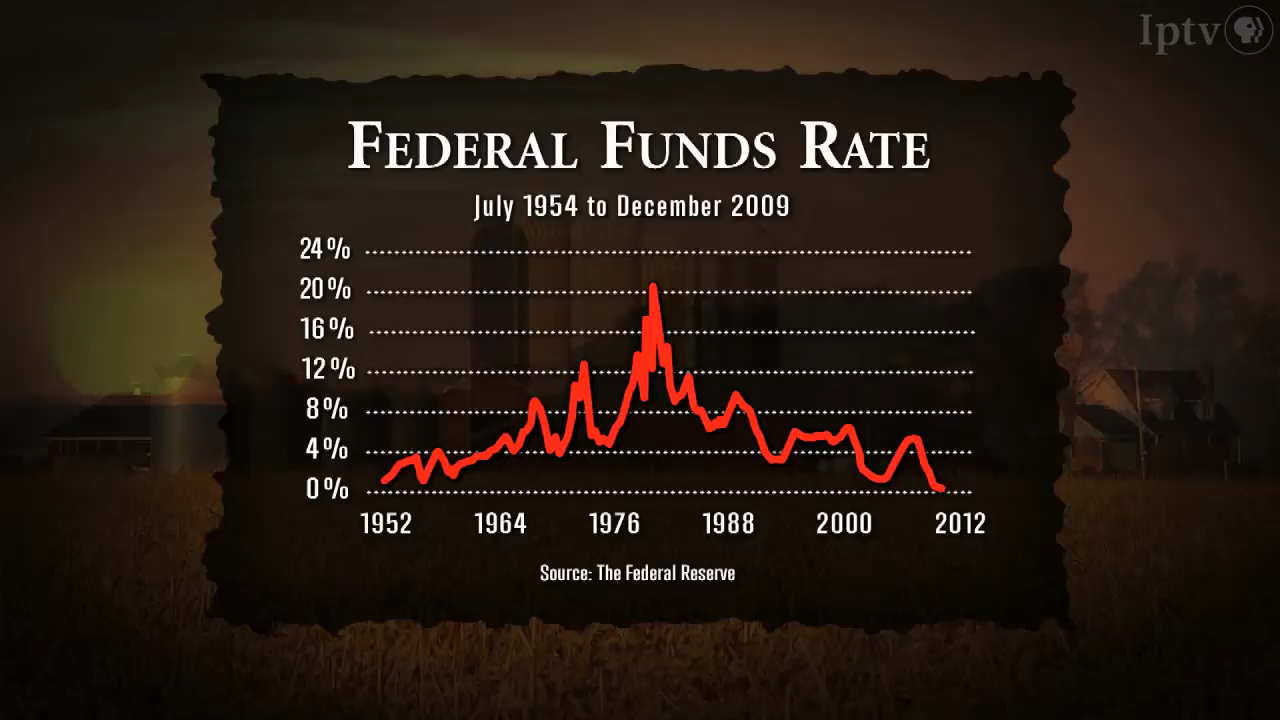 Iptv
FEDERAL FUNDS RATE
July 1954 to December 2009
24%
20%
16%
12%
8%
4%
0%
1952 1964 1976 1988 2000 2012
Source: The Federal Reserve